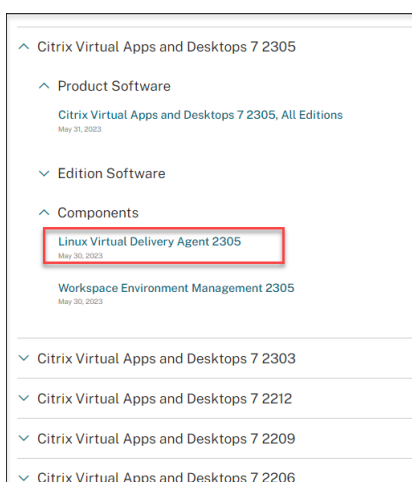 Citrix Virtual Apps and Desktops 7 2305
Product Software
Citrix Virtual Apps and Desktops 7 2305, All Editions
May 31, 2023
Edition Software
Components
Linux Virtual Delivery Agent 2305
May 30, 2023
Workspace Environment Management 2305
May 30, 2023
Citrix Virtual Apps and Desktops 7 2303
Citrix Virtual Apps and Desktops 7 2212
Citrix Virtual Apps and Desktops 7 2209
Citrix Virtual Apps and Desktops 7 2206